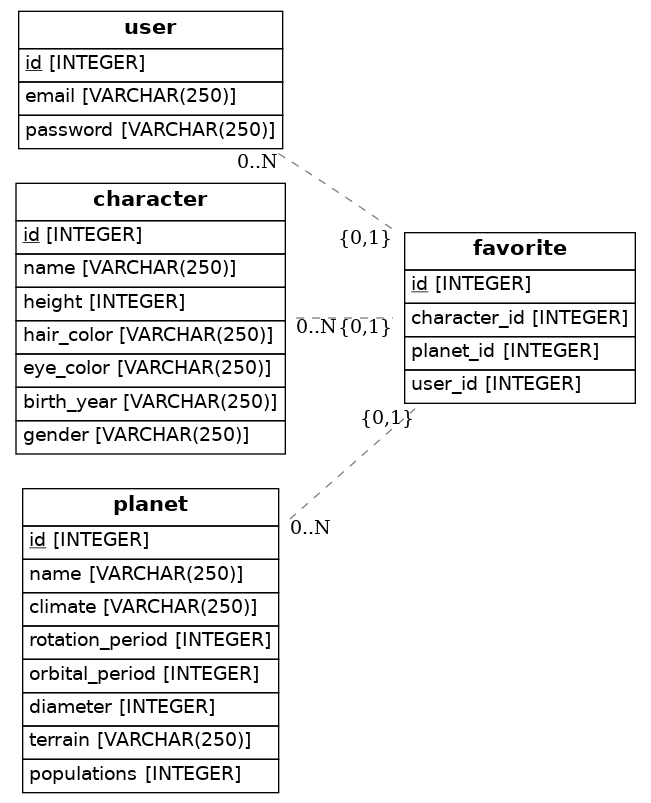 user
id [INTEGER]
email [VARCHAR(250)]
password [VARCHAR(250)]
0..N
{0,1}
character
id [INTEGER]
name [VARCHAR(250)]
height [INTEGER]
hair_color [VARCHAR(250)]
eye_color [VARCHAR(250)]
birth_year [VARCHAR(250)]
gender [VARCHAR(250)]
0..N
{0,1}
favorite
id [INTEGER]
character_id [INTEGER]
planet_id [INTEGER]
user_id [INTEGER]
{0,1}
0..N
planet
id [INTEGER]
name [VARCHAR(250)]
climate [VARCHAR(250)]
rotation_period [INTEGER]
orbital_period [INTEGER]
diameter [INTEGER]
terrain [VARCHAR(250)]
populations [INTEGER]